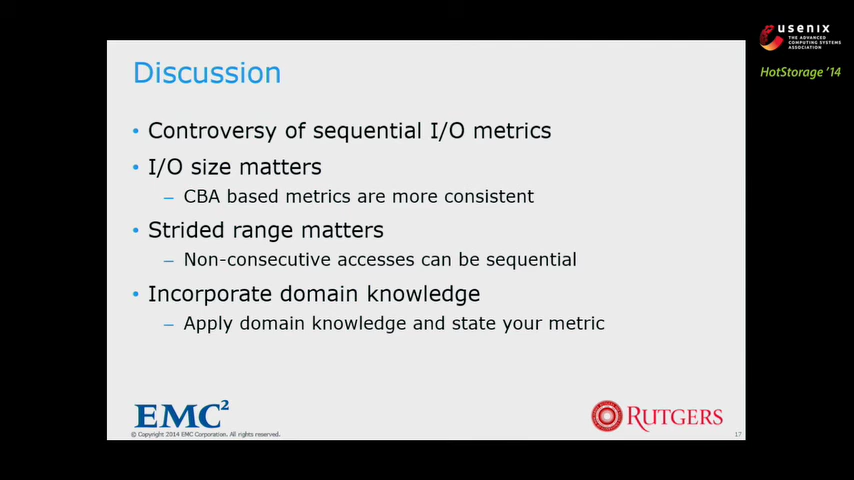 usenix
THE ADVANCED
COMPUTING SYSTEMS
ASSOCIATION
HotStorage '14
Discussion
• Controversy of sequential I/O metrics
• I/O size matters
– CBA based metrics are more consistent
• Strided range matters
– Non-consecutive accesses can be sequential
• Incorporate domain knowledge
– Apply domain knowledge and state your metric
EMC²
RUTGERS
© Copyright 2014 EMC Corporation. All rights reserved.
17